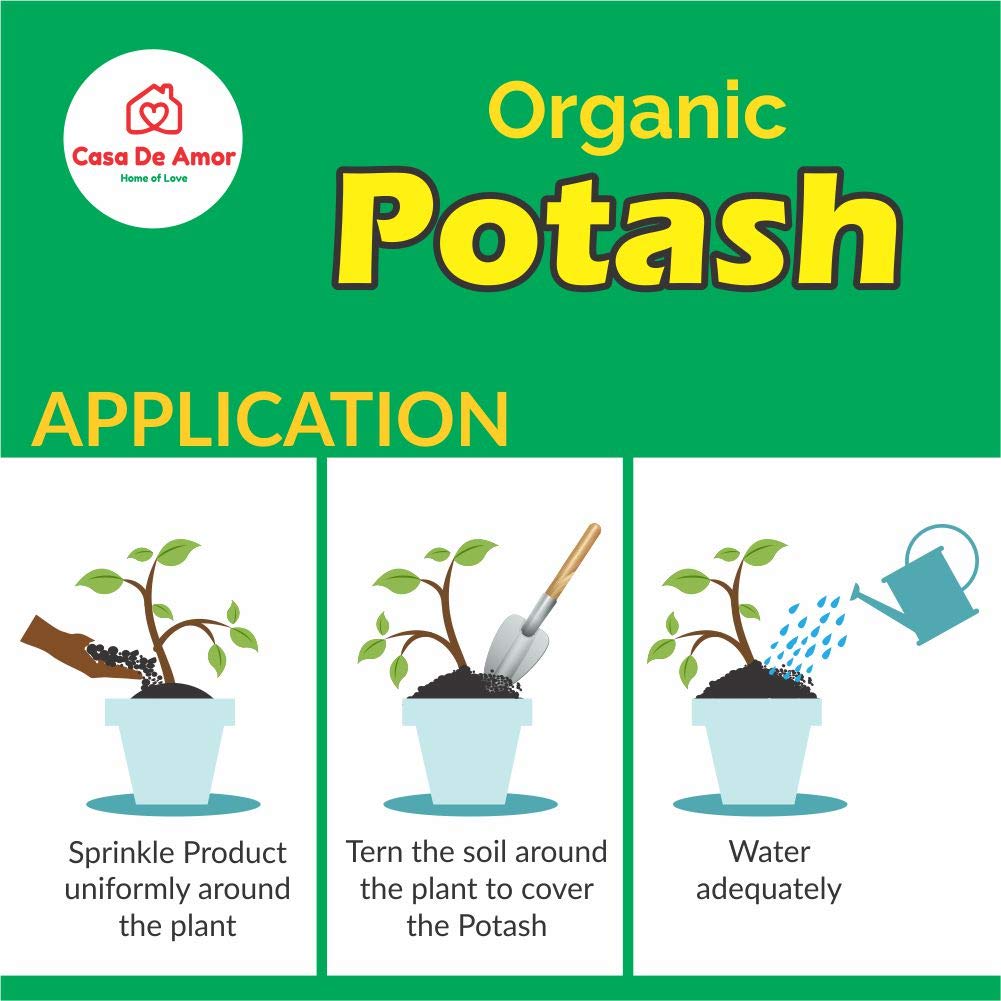 Casa De Amor
Home of Love
Organic
Potash
APPLICATION
Sprinkle Product
uniformly around
the plant
Tern the soil around
the plant to cover
the Potash
Water
adequately